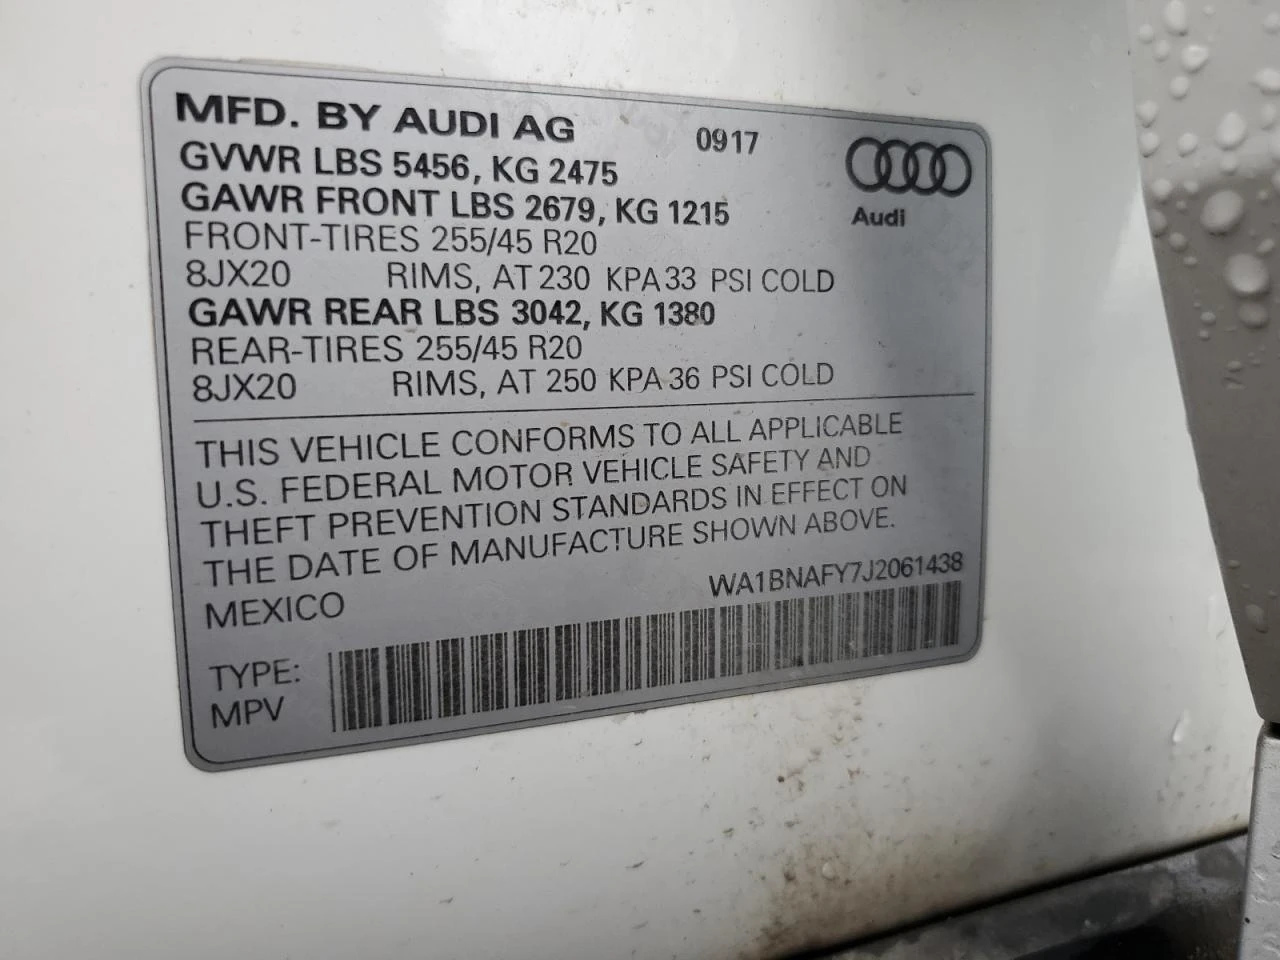 MFD. BY AUDI AG 0917
GVWR LBS 5456, KG 2475
GAWR FRONT LBS 2679, KG 1215
Audi
FRONT-TIRES 255/45 R20
8JX20 RIMS, AT 230 KPA 33 PSI COLD
GAWR REAR LBS 3042, KG 1380
REAR-TIRES 255/45 R20
8JX20 RIMS, AT 250 KPA 36 PSI COLD
THIS VEHICLE CONFORMS TO ALL APPLICABLE
U.S. FEDERAL MOTOR VEHICLE SAFETY AND
THEFT PREVENTION STANDARDS IN EFFECT ON
THE DATE OF MANUFACTURE SHOWN ABOVE.
MEXICO WA1BNAFY7J2061438
TYPE:
MPV